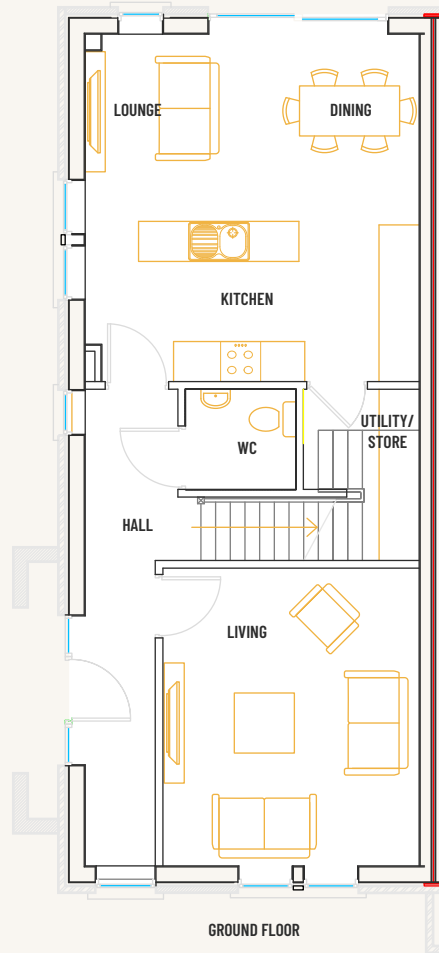 LOUNGE
DINING
KITCHEN
UTILITY/
STORE
WC
HALL
LIVING
GROUND FLOOR